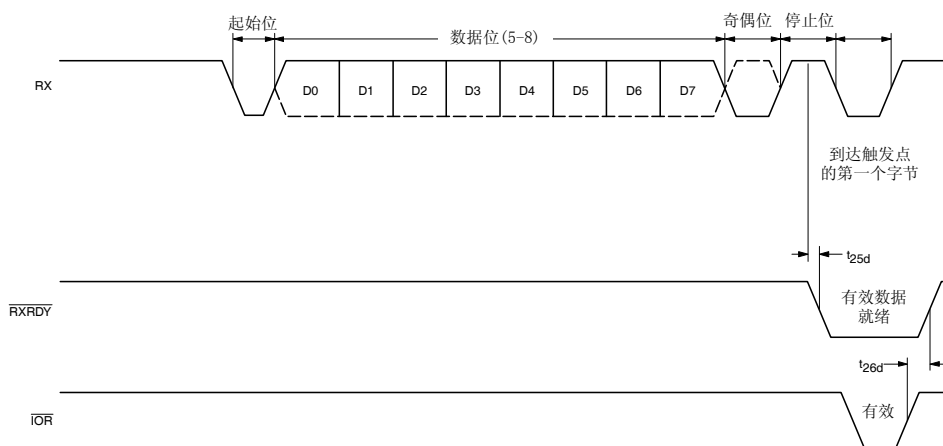 起始位
数据位(5-8)
奇偶位
停止位
RX
D0
D1
D2
D3
D4
D5
D6
D7
到达触发点
的第一个字节
t25d
RXRDY
有效数据
就绪
t26d
IOR
有效